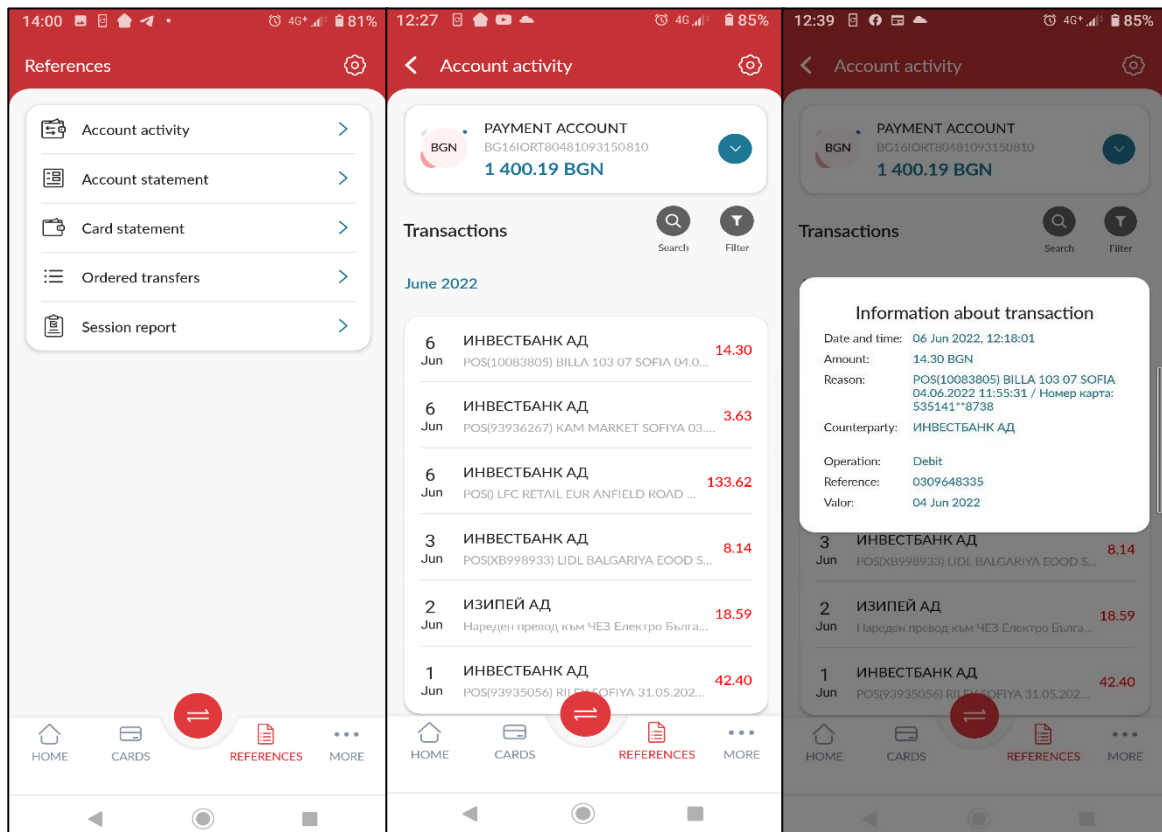 14:00 4G+ 81%
References
Account activity
Account statement
Card statement
Ordered transfers
Session report
HOME CARDS REFERENCES MORE
12:27 4G 85%
Account activity
BGN
PAYMENT ACCOUNT
BG16IORT80481093150810
1 400.19 BGN
Transactions
Search Filter
June 2022
6 Jun ИНВЕСТБАНК АД 14.30
POS(10083805) BILLA 103 07 SOFIA 04.0...
6 Jun ИНВЕСТБАНК АД 3.63
POS(93936267) KAM MARKET SOFIYA 03....
6 Jun ИНВЕСТБАНК АД 133.62
POS() LFC RETAIL EUR ANFIELD ROAD ...
3 Jun ИНВЕСТБАНК АД 8.14
POS(XB998933) LIDL BALGARIYA EOOD S...
2 Jun ИЗИПЕЙ АД 18.59
Нареден превод към ЧЕЗ Електро Бълга...
1 Jun ИНВЕСТБАНК АД 42.40
POS(93935056) SOFIYA 31.05.202...
HOME CARDS REFERENCES MORE
12:39 4G+ 85%
Account activity
BGN
PAYMENT ACCOUNT
BG16IORT80481093150810
1 400.19 BGN
Transactions
Search Filter
Information about transaction
Date and time: 06 Jun 2022, 12:18:01
Amount: 14.30 BGN
Reason: POS(10083805) BILLA 103 07 SOFIA
04.06.2022 11:55:31 / Номер карта:
535141**8738
Counterparty: ИНВЕСТБАНК АД
Operation: Debit
Reference: 0309648335
Valor: 04 Jun 2022
3 Jun ИНВЕСТБАНК АД 8.14
POS(XB998933) LIDL BALGARIYA EOOD S...
2 Jun ИЗИПЕЙ АД 18.59
Нареден превод към ЧЕЗ Електро Бълга...
1 Jun ИНВЕСТБАНК АД 42.40
POS(93935056) SOFIYA 31.05.202...
HOME CARDS REFERENCES MORE